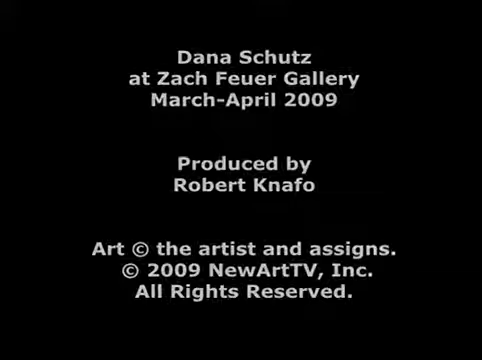 Dana Schutz
at Zach Feuer Gallery
March-April 2009
Produced by
Robert Knafo
Art © the artist and assigns.
© 2009 NewArtTV, Inc.
All Rights Reserved.